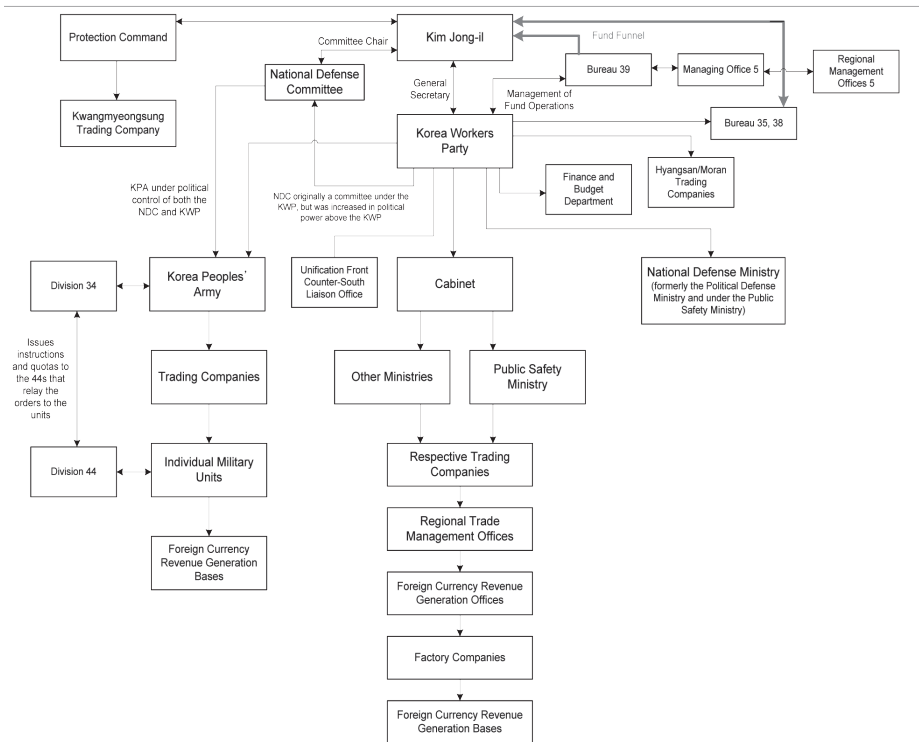 Protection Command
Kim Jong-il
Fund Funnel
Committee Chair
National Defense
Committee
General
Secretary
Management of
Fund Operations
Bureau 39
Managing Office 5
Regional
Management
Offices 5
Kwangmyeongsung
Trading Company
Korea Workers
Party
Bureau 35, 38
Finance and
Budget
Department
Hyangsan/Moran
Trading
Companies
KPA under political
control of both the
NDC and KWP
NDC originally a committee under the
KWP, but was increased in political
power above the KWP
Division 34
Korea Peoples'
Army
Unification Front
Counter-South
Liaison Office
Cabinet
National Defense Ministry
(formerly the Political Defense
Ministry and under the Public
Safety Ministry)
Issues
instructions
and quotas to
the 44s that
relay the
orders to the
units
Trading Companies
Other Ministries
Public Safety
Ministry
Division 44
Individual Military
Units
Respective Trading
Companies
Foreign Currency
Revenue Generation
Bases
Regional Trade
Management Offices
Foreign Currency Revenue
Generation Offices
Factory Companies
Foreign Currency Revenue
Generation Bases